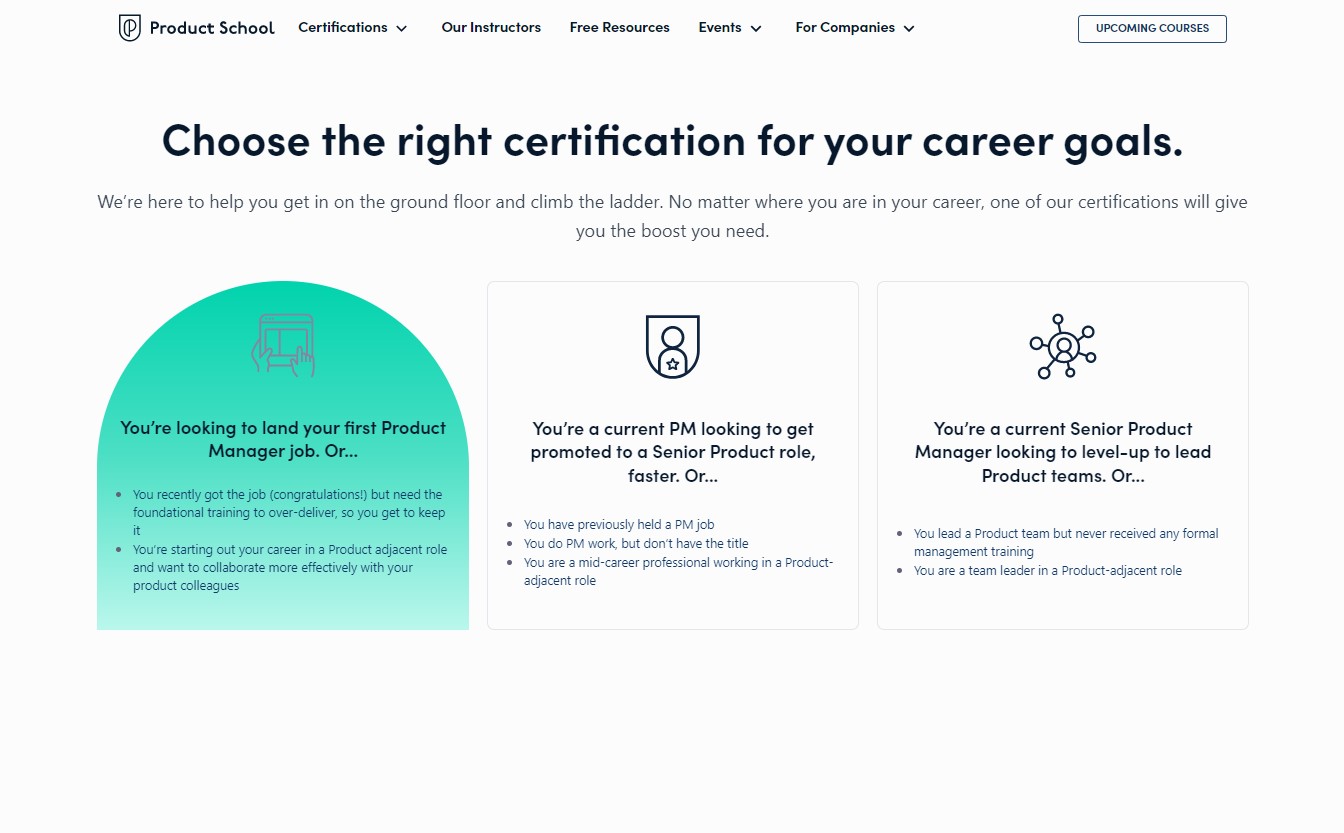 Product School
Certifications
Our Instructors
Free Resources
Events
For Companies
UPCOMING COURSES
Choose the right certification for your career goals.
We’re here to help you get in on the ground floor and climb the ladder. No matter where you are in your career, one of our certifications will give
you the boost you need.
You’re looking to land your first Product
Manager job. Or...
You recently got the job (congratulations!) but need the
foundational training to over-deliver, so you get to keep
it
You’re starting out your career in a Product adjacent role
and want to collaborate more effectively with your
product colleagues
You’re a current PM looking to get
promoted to a Senior Product role,
faster. Or...
You have previously held a PM job
You do PM work, but don’t have the title
You are a mid-career professional working in a Product-
adjacent role
You’re a current Senior Product
Manager looking to level-up to lead
Product teams. Or...
You lead a Product team but never received any formal
management training
You are a team leader in a Product-adjacent role